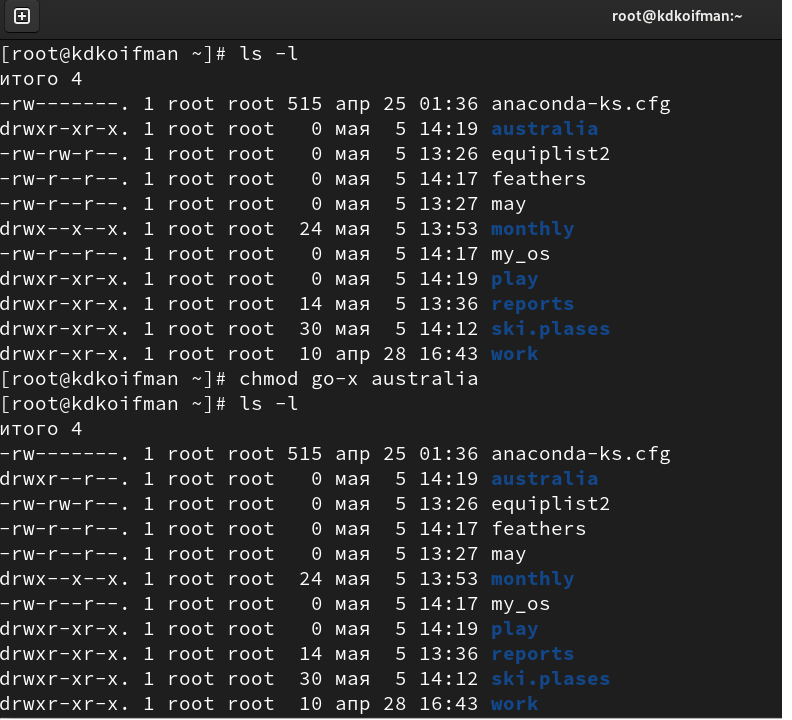 root@kdkoifman:~
[root@kdkoifman ~]# ls -l
итого 4
-rw-------. 1 root root 515 апр 25 01:36 anaconda-ks.cfg
drwxr-xr-x. 1 root root   0 мая  5 14:19 australia
-rw-rw-r--. 1 root root   0 мая  5 13:26 equiplist2
-rw-r--r--. 1 root root   0 мая  5 14:17 feathers
-rw-r--r--. 1 root root   0 мая  5 13:27 may
drwx--x--x. 1 root root  24 мая  5 13:53 monthly
-rw-r--r--. 1 root root   0 мая  5 14:17 my_os
drwxr-xr-x. 1 root root   0 мая  5 14:19 play
drwxr-xr-x. 1 root root  14 мая  5 13:36 reports
drwxr-xr-x. 1 root root  30 мая  5 14:12 ski.plases
drwxr-xr-x. 1 root root  10 апр 28 16:43 work
[root@kdkoifman ~]# chmod go-x australia
[root@kdkoifman ~]# ls -l
итого 4
-rw-------. 1 root root 515 апр 25 01:36 anaconda-ks.cfg
drwxr--r--. 1 root root   0 мая  5 14:19 australia
-rw-rw-r--. 1 root root   0 мая  5 13:26 equiplist2
-rw-r--r--. 1 root root   0 мая  5 14:17 feathers
-rw-r--r--. 1 root root   0 мая  5 13:27 may
drwx--x--x. 1 root root  24 мая  5 13:53 monthly
-rw-r--r--. 1 root root   0 мая  5 14:17 my_os
drwxr-xr-x. 1 root root   0 мая  5 14:19 play
drwxr-xr-x. 1 root root  14 мая  5 13:36 reports
drwxr-xr-x. 1 root root  30 мая  5 14:12 ski.plases
drwxr-xr-x. 1 root root  10 апр 28 16:43 work